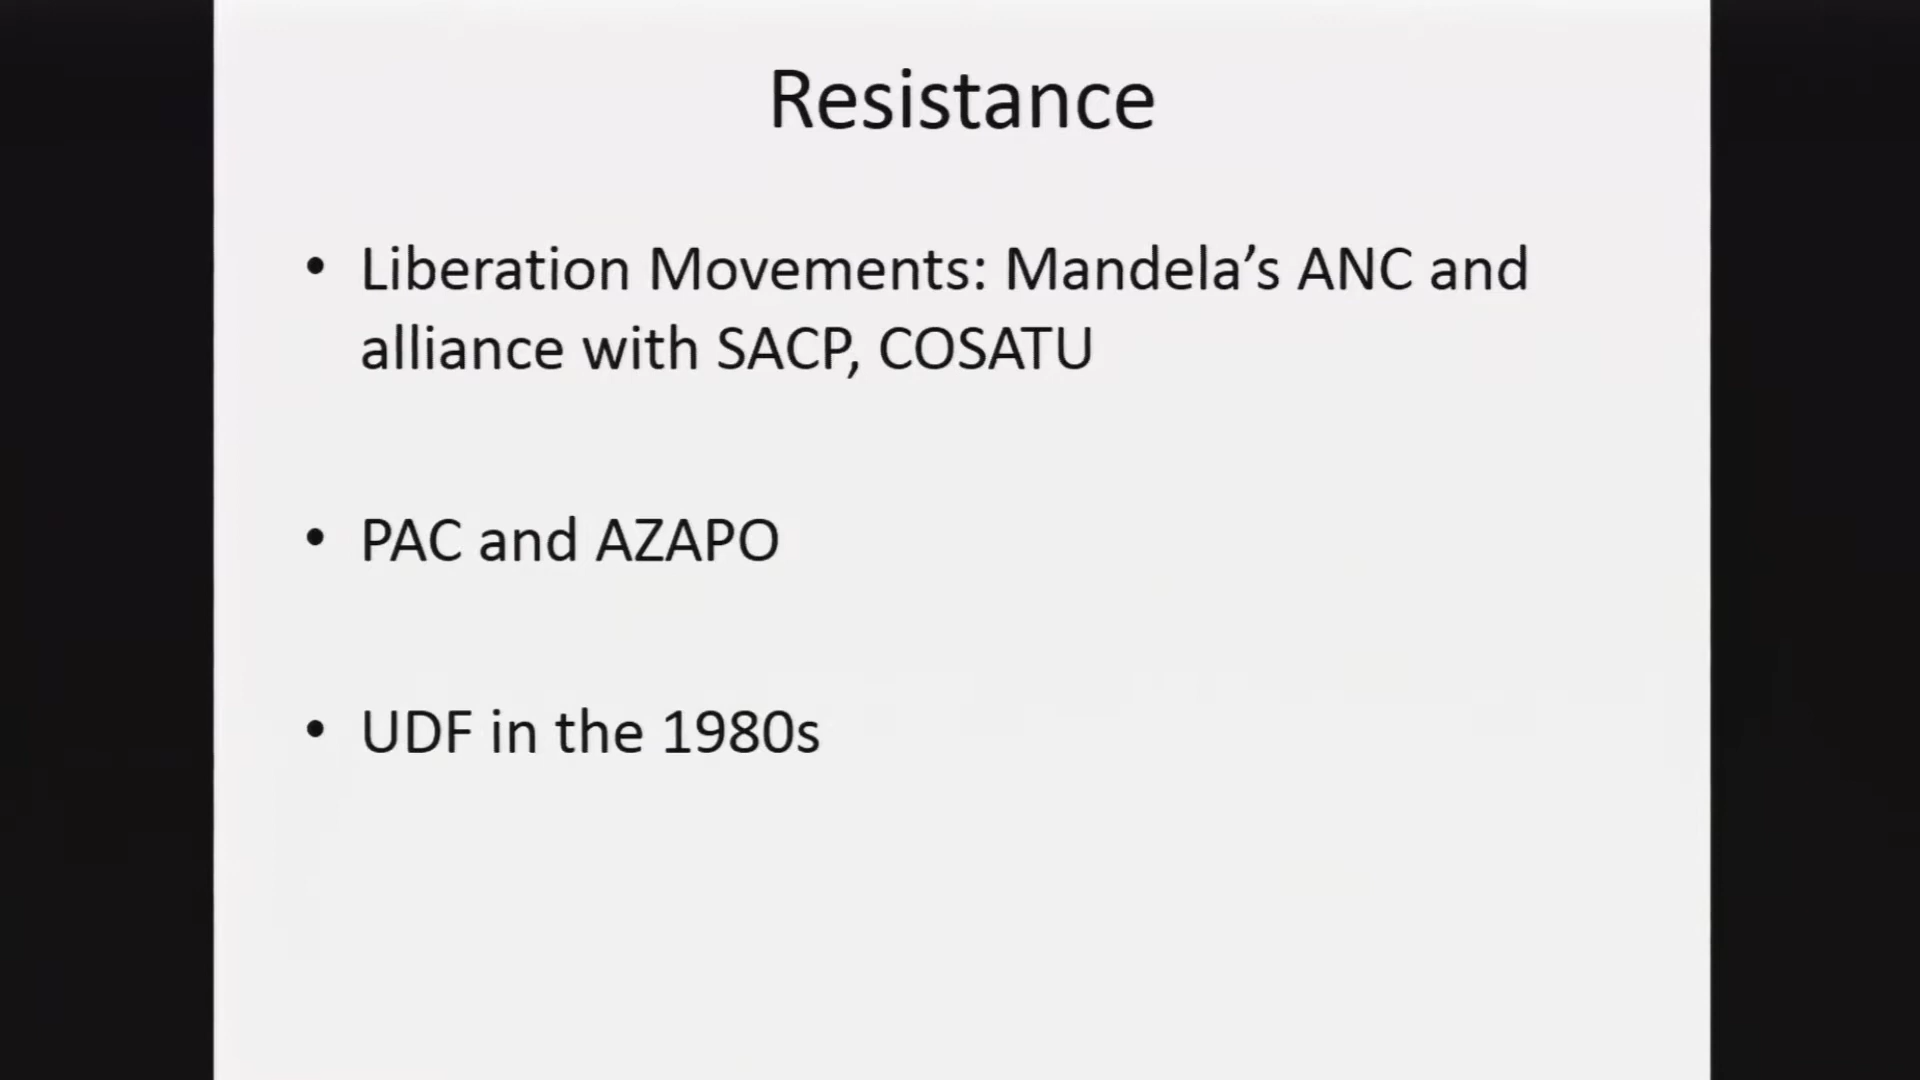 Resistance
• Liberation Movements: Mandela’s ANC and
alliance with SACP, COSATU
• PAC and AZAPO
• UDF in the 1980s